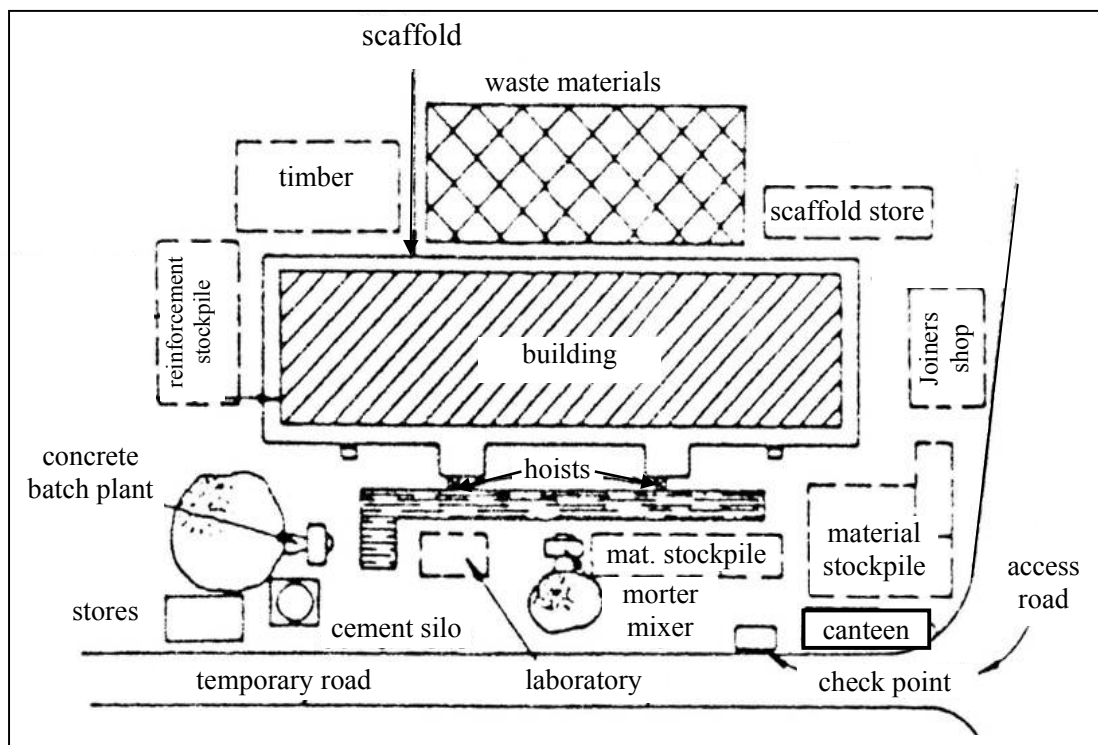 scaffold
waste materials
timber
scaffold store
reinforcement
stockpile
building
Joiners
shop
concrete
batch plant
hoists
mat. stockpile
material
stockpile
access
road
stores
cement silo
morter
mixer
canteen
temporary road
laboratory
check point